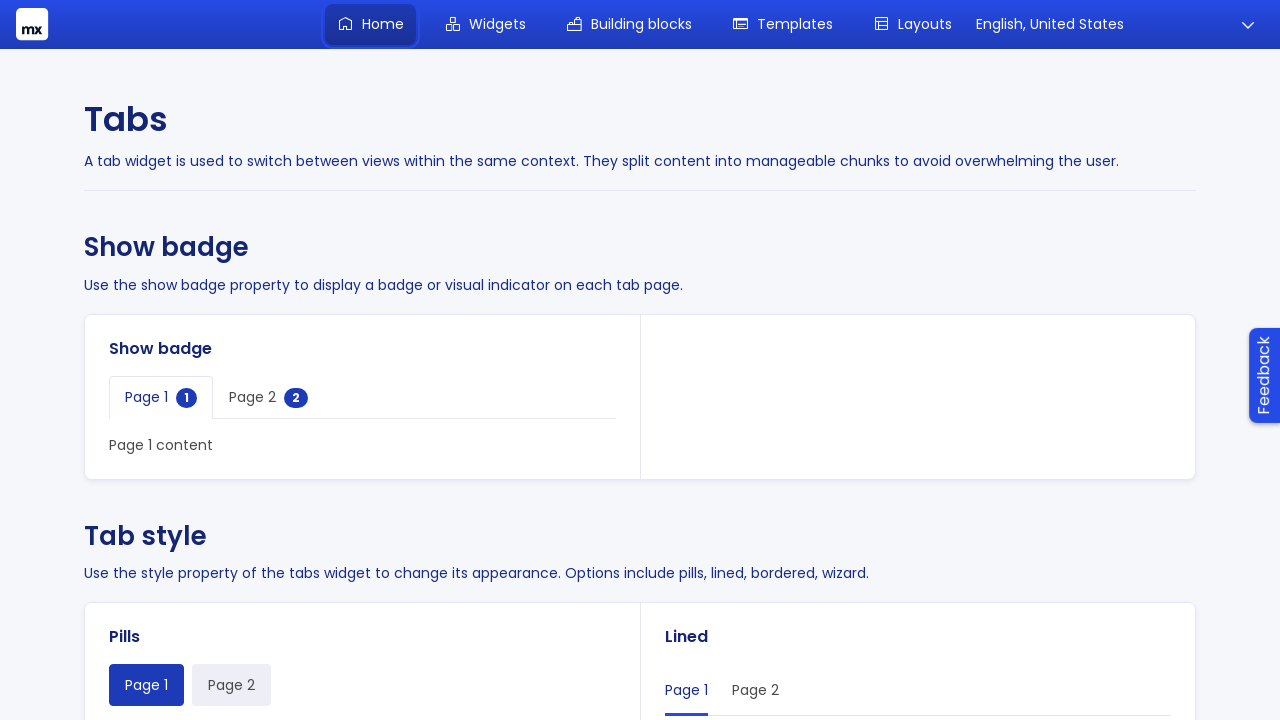 mx
Home
Widgets
Building blocks
Templates
Layouts
English, United States
Tabs
A tab widget is used to switch between views within the same context. They split content into manageable chunks to avoid overwhelming the user.
Show badge
Use the show badge property to display a badge or visual indicator on each tab page.
Show badge
Page 1 1
Page 2 2
Page 1 content
Feedback
Tab style
Use the style property of the tabs widget to change its appearance. Options include pills, lined, bordered, wizard.
Pills
Page 1
Page 2
Lined
Page 1
Page 2